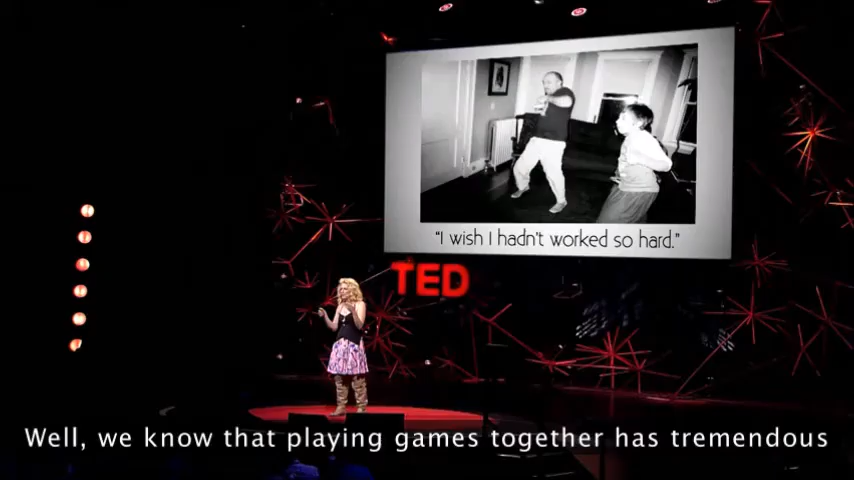 "I wish I hadn't worked so hard."
TED
Well, we know that playing games together has tremendous